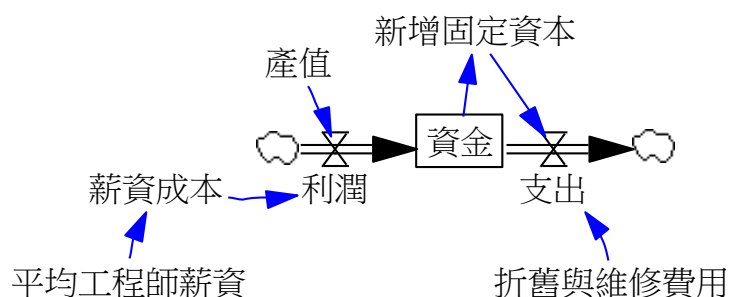 新增固定資本
產值
資金
薪資成本
利潤
支出
平均工程師薪資
折舊與維修費用